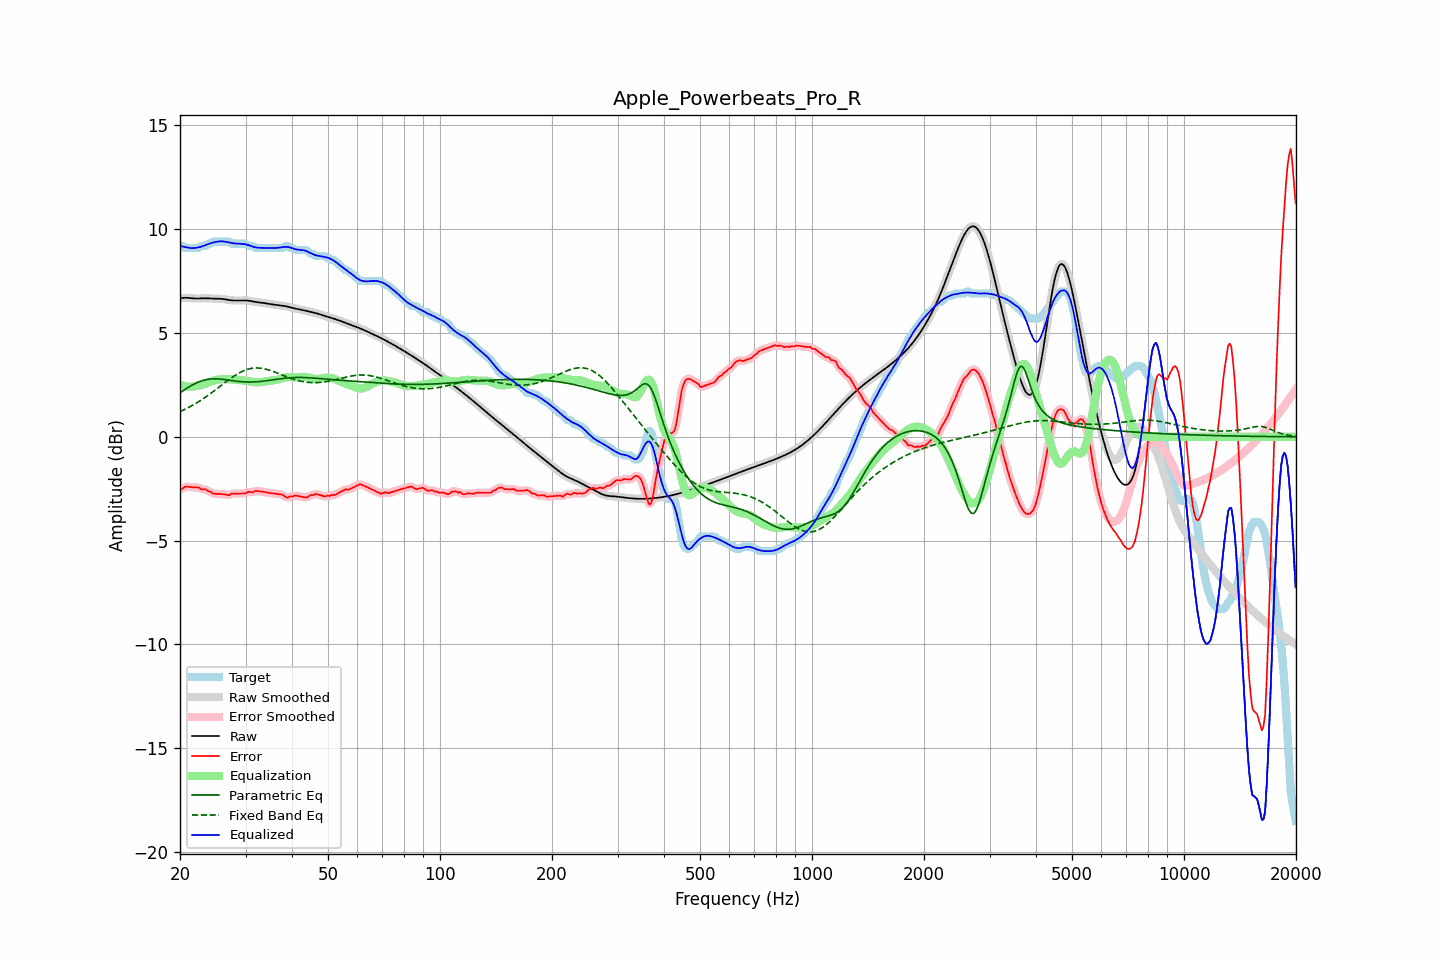 Apple_Powerbeats_Pro_R
Amplitude (dBr)
15
10
5
0
−5
−10
−15
−20
Target
Raw Smoothed
Error Smoothed
Raw
Error
Equalization
Parametric Eq
Fixed Band Eq
Equalized
20 50 100 200 500 1000 2000 5000 10000 20000
Frequency (Hz)